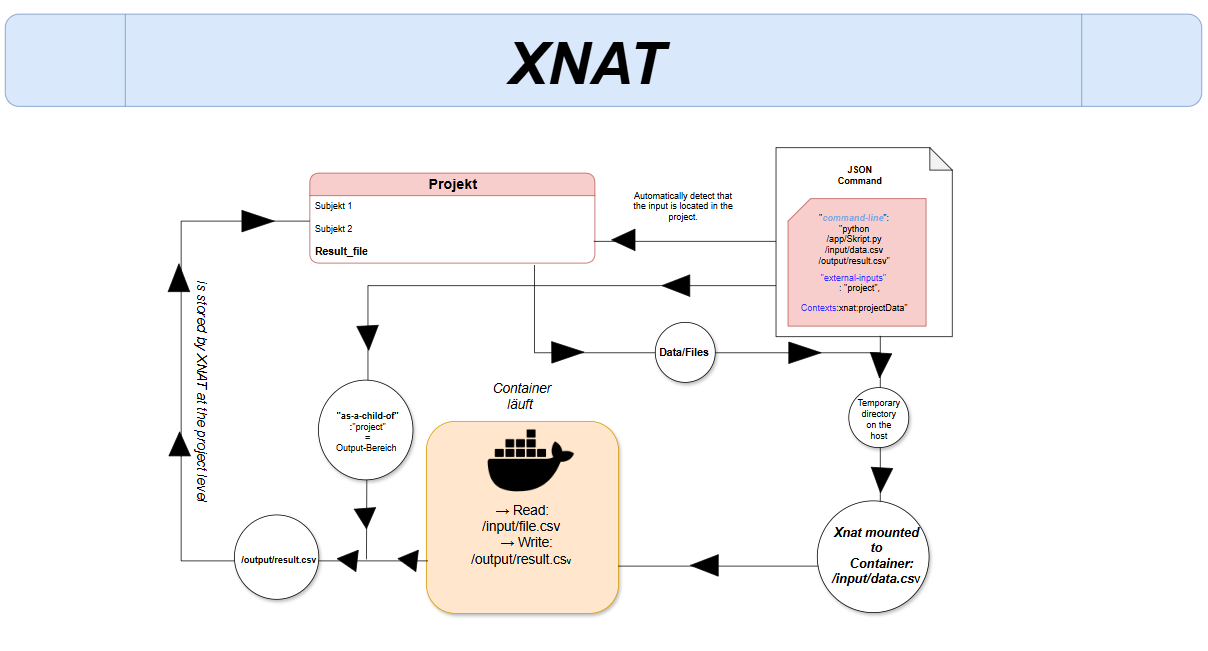 XNAT
JSON
Command
"command-line":
"python
/app/Skript.py
/input/data.csv
/output/result.csv"
"external-inputs"
: "project",
Contexts:xnat:projectData"
Projekt
Subjekt 1
Subjekt 2
Result_file
Automatically detect that
the input is located in the
project.
Data/Files
Temporary
directory
on the
host
Xnat mounted
to
Container:
/input/data.csv
Container
läuft
→ Read:
/input/file.csv
→ Write:
/output/result.csv
"as-a-child-of"
:"project"
=
Output-Bereich
/output/result.csv
is stored by XNAT at the project level